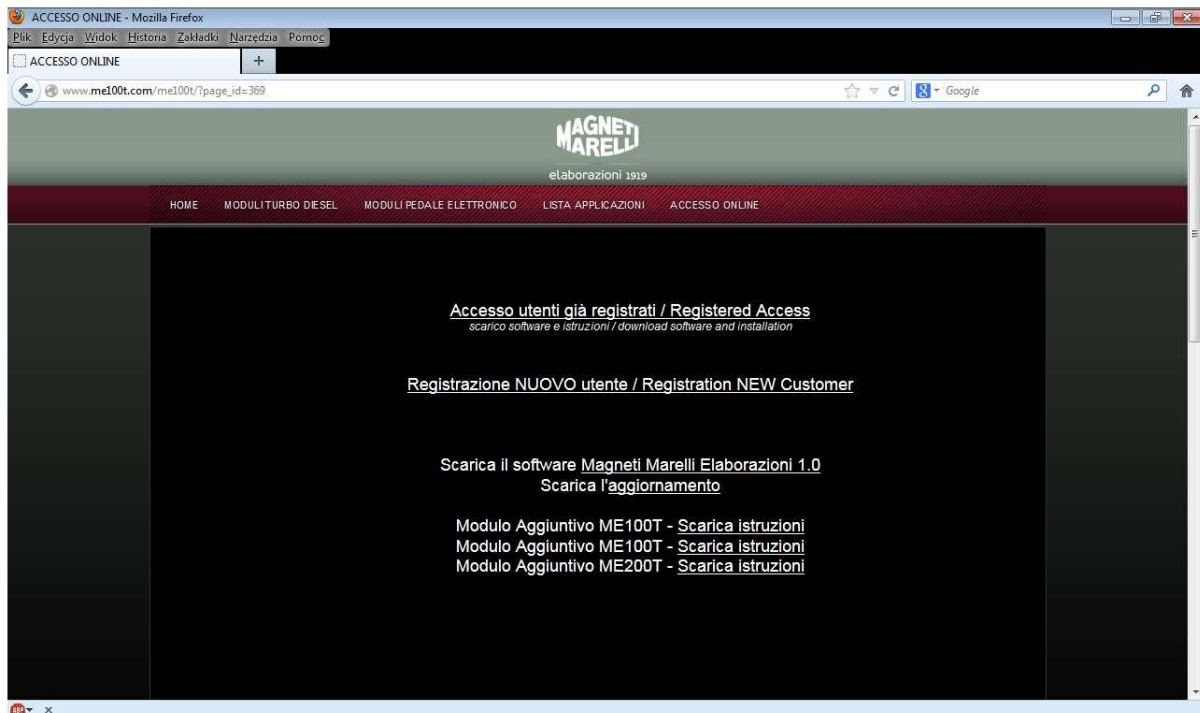 ACCESSO ONLINE - Mozilla Firefox
Plik Edycja Widok Historia Zakładki Narzędzia Pomoc
ACCESSO ONLINE +
www.me100t.com/me100t/?page_id=369 Google
MAGNETI
MARELLI
elaborazioni 1919
HOME MODULI TURBO DIESEL MODULI PEDALE ELETTRONICO LISTA APPLICAZIONI ACCESSO ONLINE
Accesso utenti già registrati / Registered Access
scarico software e istruzioni / download software and installation
Registrazione NUOVO utente / Registration NEW Customer
Scarica il software Magneti Marelli Elaborazioni 1.0
Scarica l'aggiornamento
Modulo Aggiuntivo ME100T - Scarica istruzioni
Modulo Aggiuntivo ME100T - Scarica istruzioni
Modulo Aggiuntivo ME200T - Scarica istruzioni
ABP